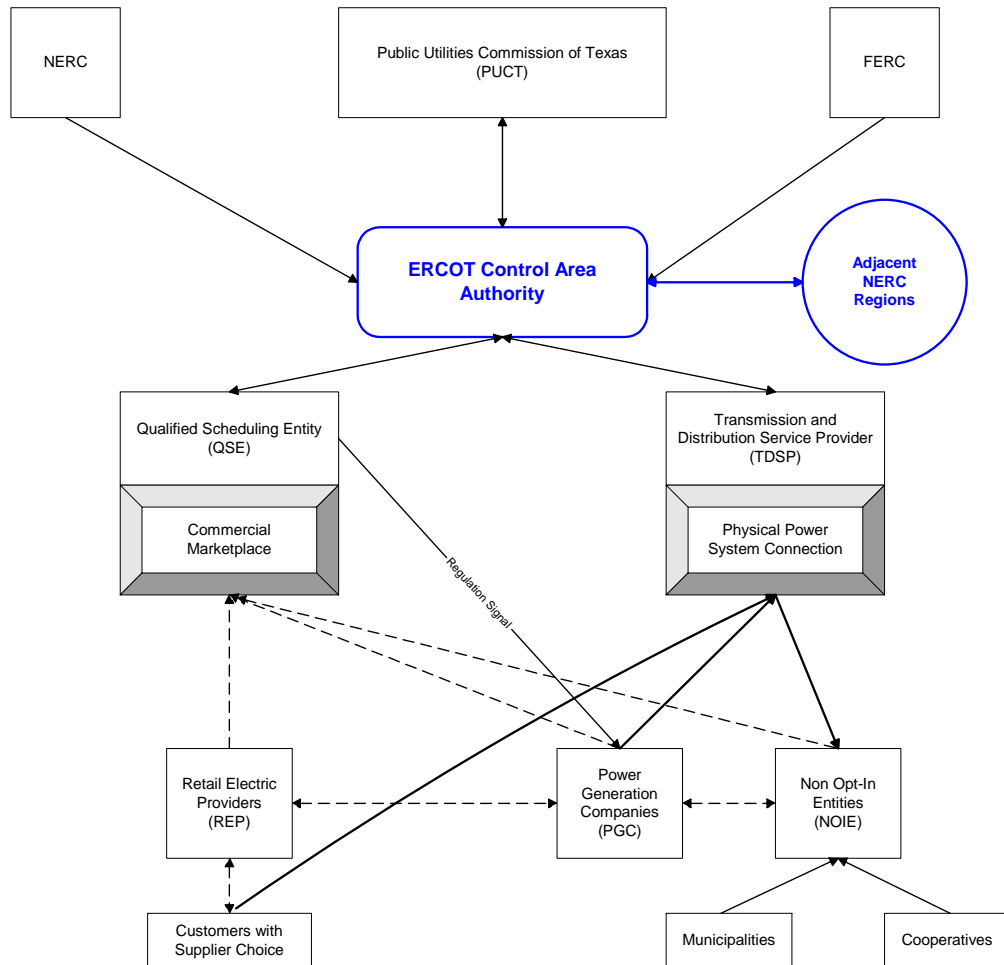 NERC
Public Utilities Commission of Texas
(PUCT)
FERC
ERCOT Control Area
Authority
Adjacent
NERC
Regions
Qualified Scheduling Entity
(QSE)
Transmission and
Distribution Service Provider
(TDSP)
Commercial
Marketplace
Physical Power
System Connection
Regulation Signal
Retail Electric
Providers
(REP)
Power
Generation
Companies
(PGC)
Non Opt-In
Entities
(NOIE)
Customers with
Supplier Choice
Municipalities
Cooperatives